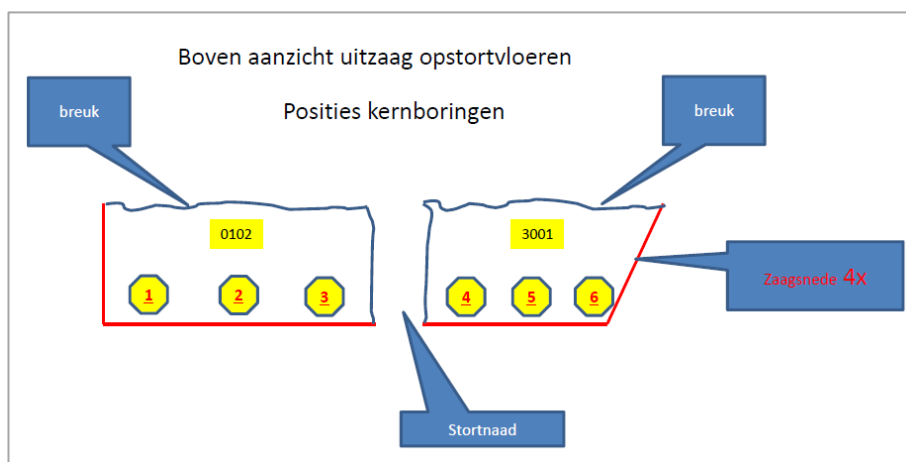 Boven aanzicht uitzaag opstortvloeren
Posities kernboringen
breuk
breuk
0102
3001
1
2
3
4
5
6
Zaagsnede 4x
Stortnaad